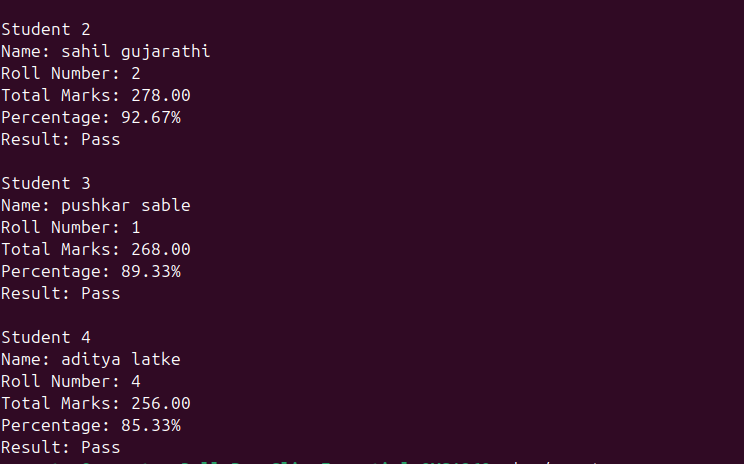 Student 2
Name: sahil gujarathi
Roll Number: 2
Total Marks: 278.00
Percentage: 92.67%
Result: Pass
Student 3
Name: pushkar sable
Roll Number: 1
Total Marks: 268.00
Percentage: 89.33%
Result: Pass
Student 4
Name: aditya latke
Roll Number: 4
Total Marks: 256.00
Percentage: 85.33%
Result: Pass